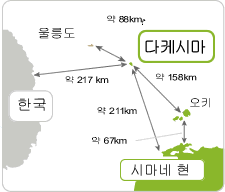 약 88km
울릉도
다케시마
약 217 km
약 158km
한국
약 211km
오키
약 67km
시마네 현